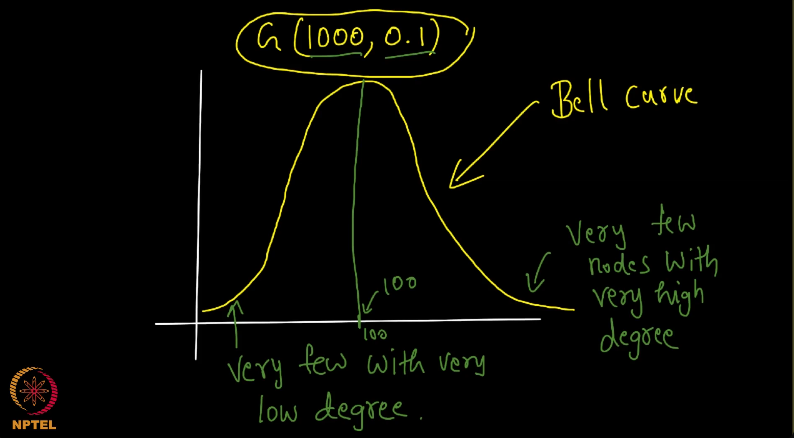 G (1000, 0.1)
Bell curve
Very few
nodes with
very high
degree
100
100
Very few with very
low degree.
NPTEL